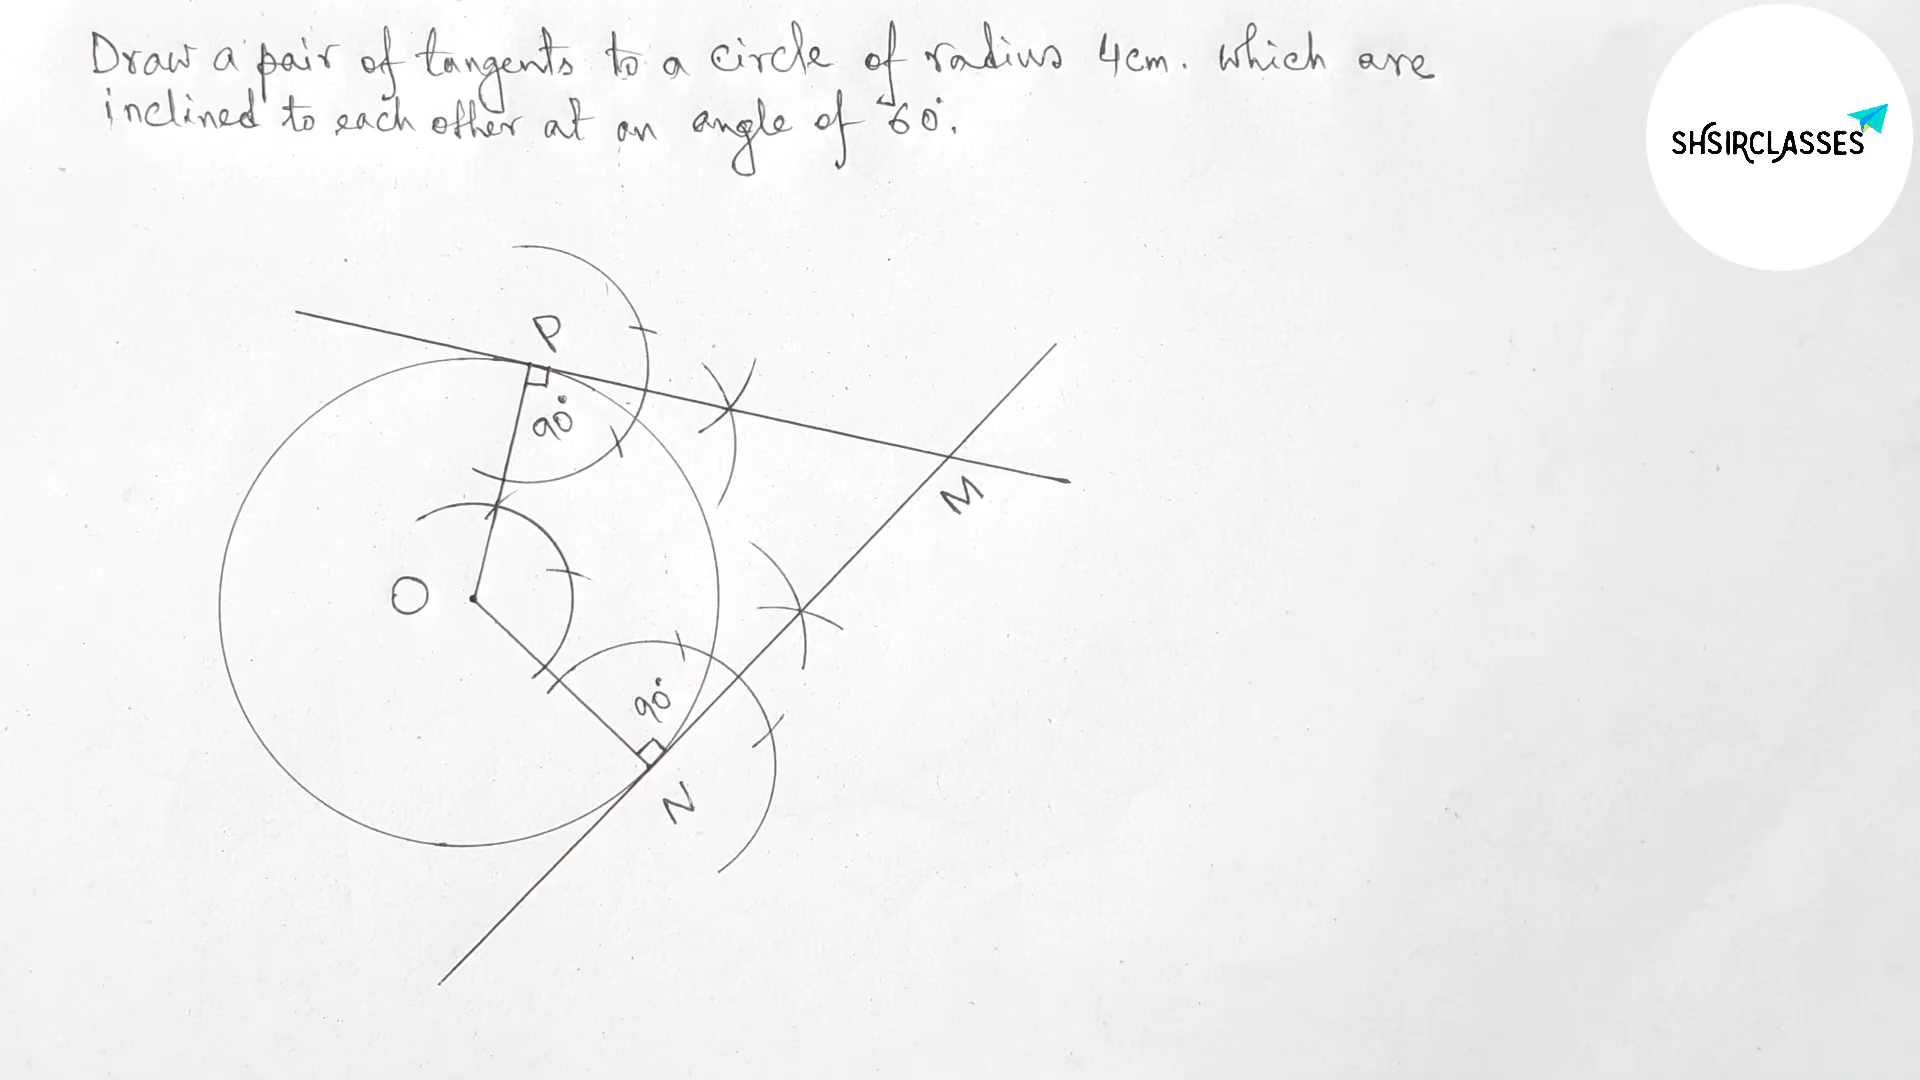 Draw a pair of tangents to a circle of radius 4cm. which are
inclined to each other at an angle of 60°.
SHSIRCLASSES
P
90°
M
O
90°
N